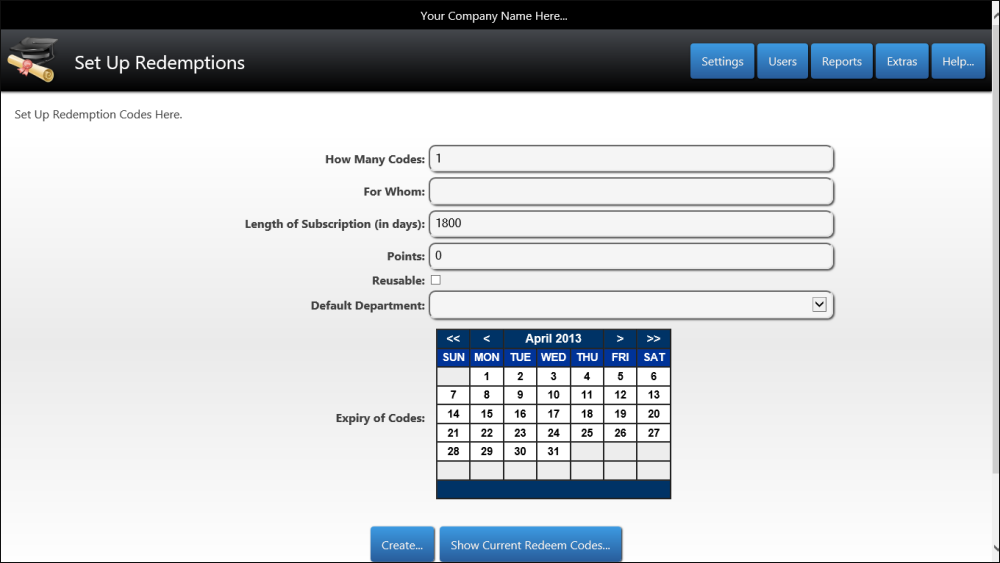 Your Company Name Here...
Set Up Redemptions
Settings Users Reports Extras Help...
Set Up Redemption Codes Here.
How Many Codes: 1
For Whom:
Length of Subscription (in days): 1800
Points: 0
Reusable:
Default Department:
<< < April 2013 > >>
SUN MON TUE WED THU FRI SAT
1 2 3 4 5 6
7 8 9 10 11 12 13
14 15 16 17 18 19 20
Expiry of Codes:
21 22 23 24 25 26 27
28 29 30 31
Create... Show Current Redeem Codes...